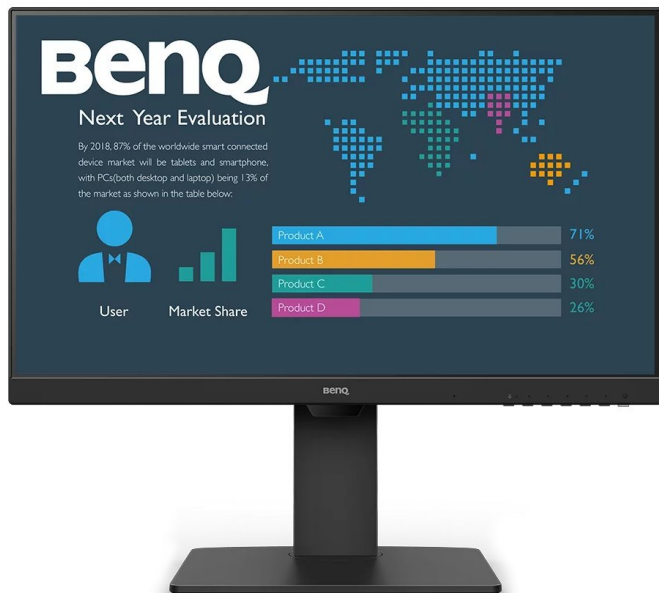 BenQ
Next Year Evaluation
By 2018, 87% of the worldwide smart connected
device market will be tablets and smartphone,
with PCs(both desktop and laptop) being 13% of
the market as shown in the table below:
User
Market Share
Product A 71%
Product B 56%
Product C 30%
Product D 26%
BenQ